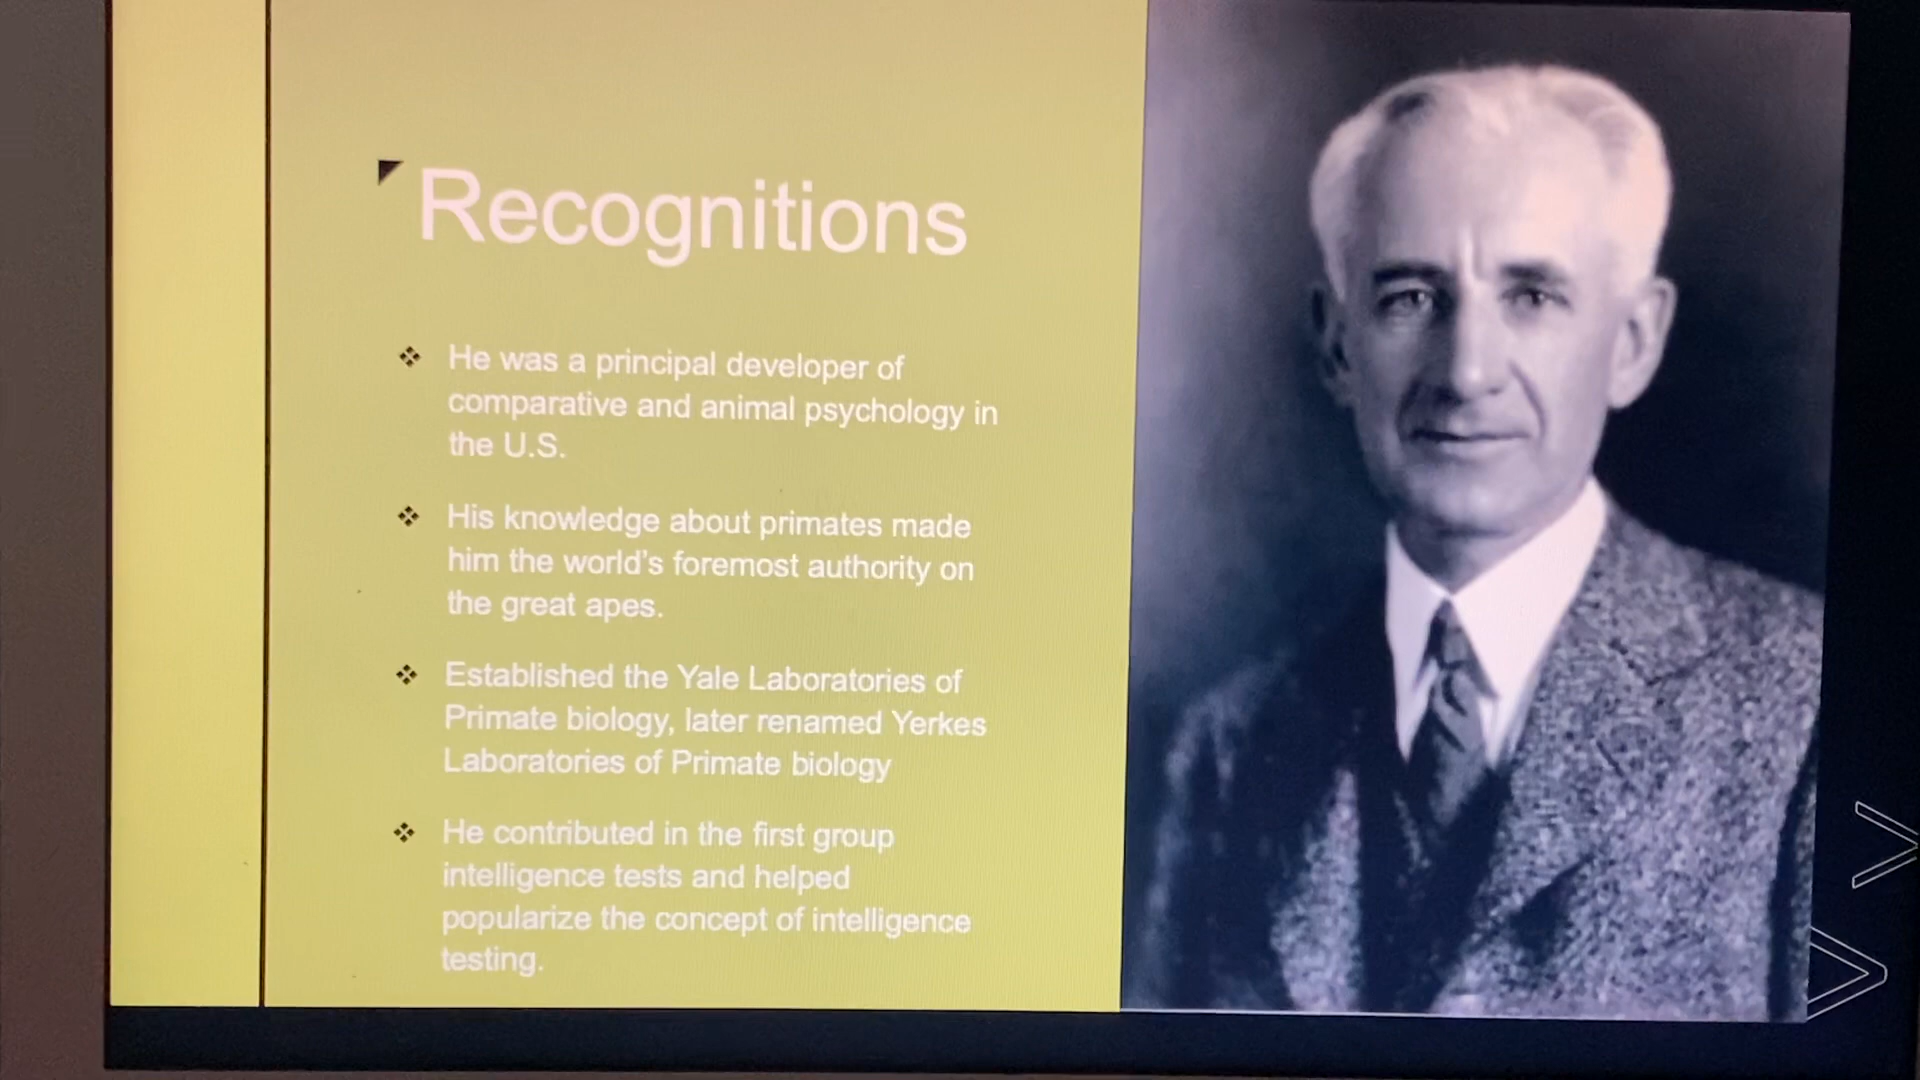 Recognitions
He was a principal developer of
comparative and animal psychology in
the U.S.
His knowledge about primates made
him the world's foremost authority on
the great apes.
Established the Yale Laboratories of
Primate biology, later renamed Yerkes
Laboratories of Primate biology
He contributed in the first group
intelligence tests and helped
popularize the concept of intelligence
testing.